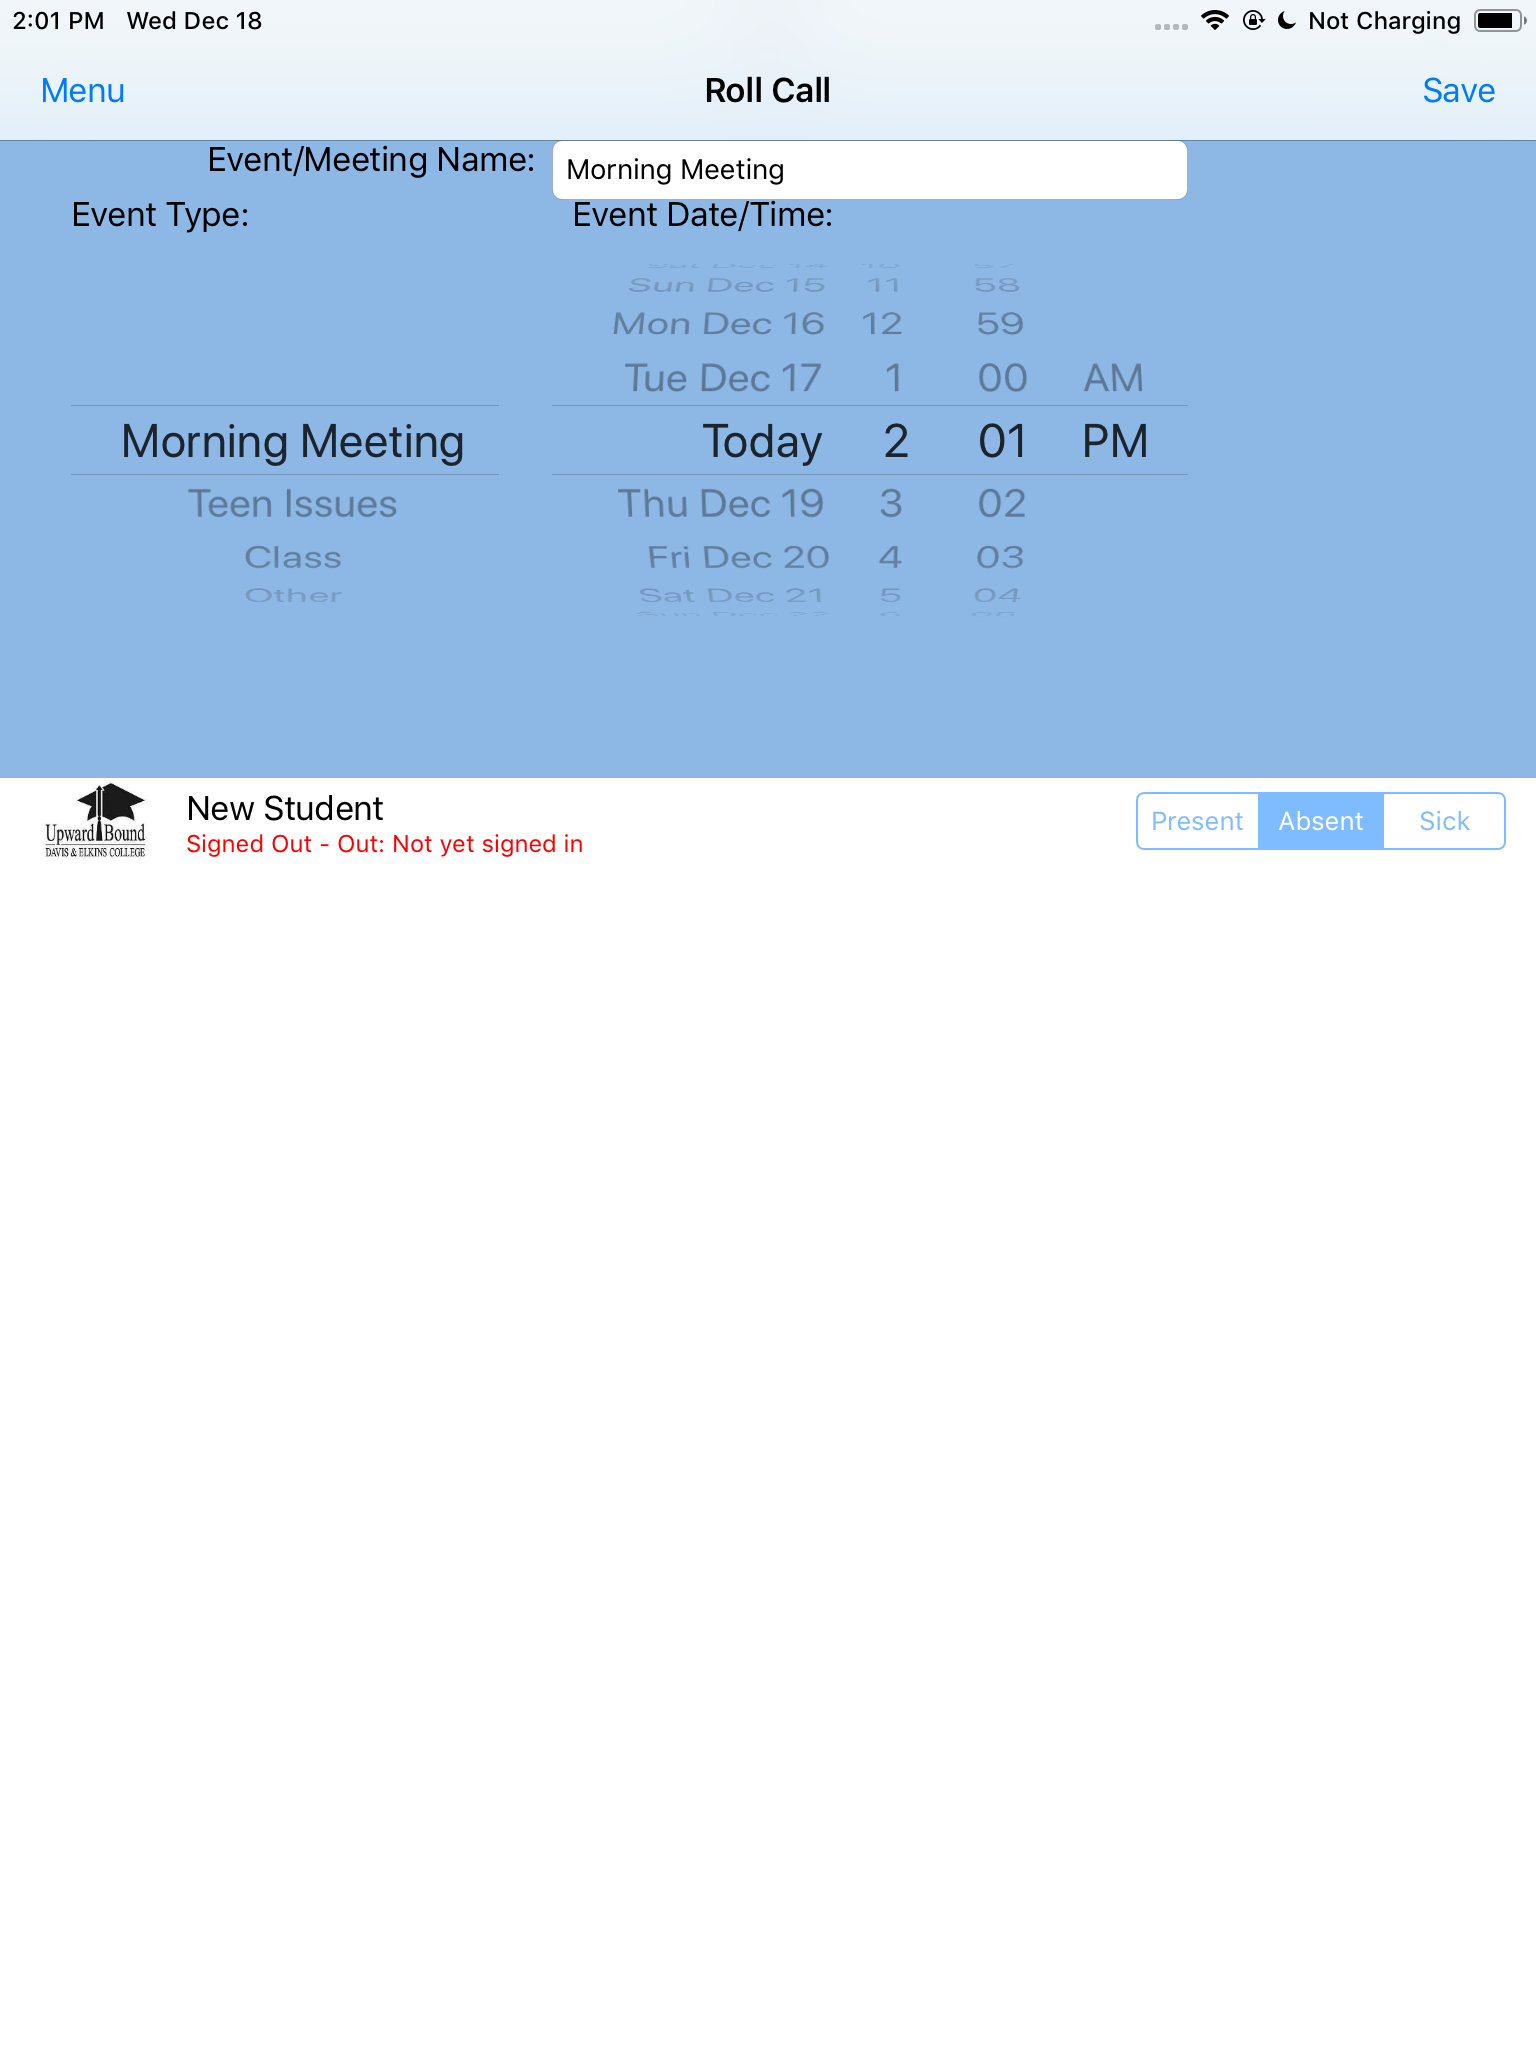 2:01 PM Wed Dec 18 Not Charging
Menu Roll Call Save
Event/Meeting Name: Morning Meeting
Event Type: Event Date/Time:
Sun Dec 15 11 58
Mon Dec 16 12 59
Tue Dec 17 1 00 AM
Morning Meeting Today 2 01 PM
Teen Issues Thu Dec 19 3 02
Class Fri Dec 20 4 03
Other Sat Dec 21 5 04
Upward Bound
DAVIS & ELKINS COLLEGE
New Student
Signed Out - Out: Not yet signed in
Present Absent Sick